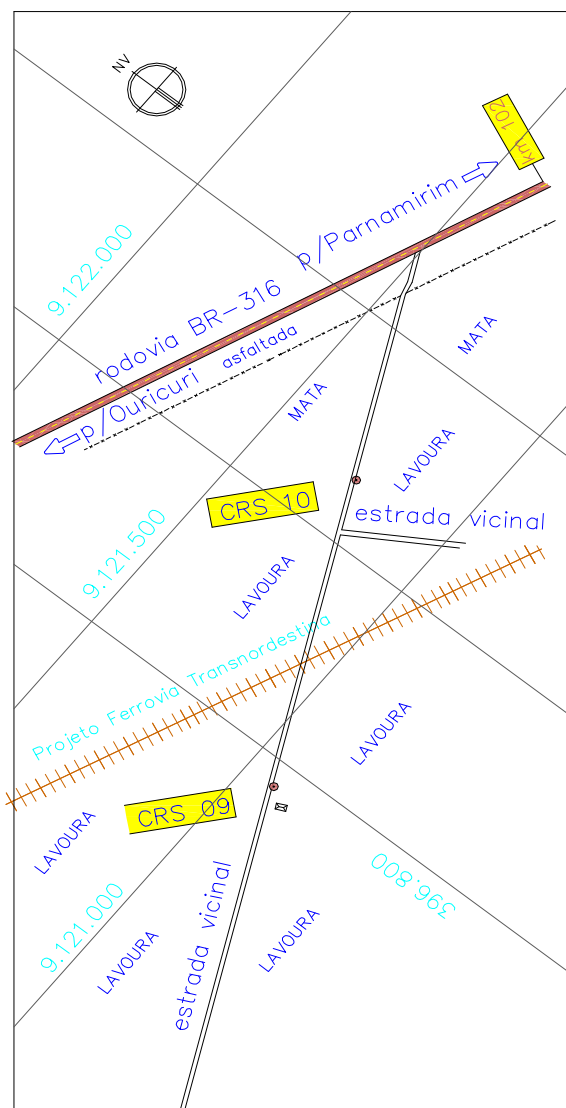 NV
km 102
9.122.000
rodovia BR-316 p/Parnamirim
p/Ouricuri
asfaltada
MATA
MATA
LAVOURA
CRS 10
estrada vicinal
9.121.500
LAVOURA
Projeto Ferrovia Transnordestina
LAVOURA
CRS 09
LAVOURA
396.800
9.121.000
estrada vicinal
LAVOURA
LAVOURA